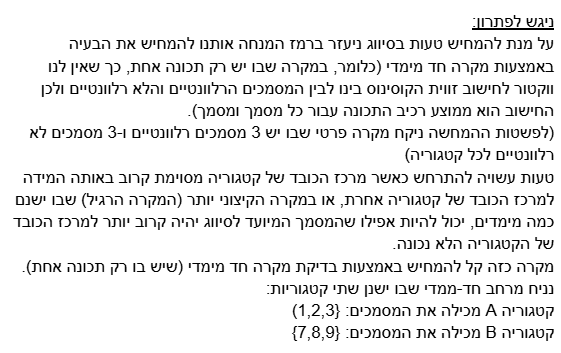 ניגש לפתרון:
על מנת להמחיש טעות בסיווג ניעזר ברמז המנחה אותנו להמחיש את הבעיה
באמצעות מקרה חד מימדי (כלומר, במקרה שבו יש רק תכונה אחת, כך שאין לנו
ווקטור לחישוב זווית הקוסינוס בינו לבין המסמכים הרלוונטיים והלא רלוונטיים ולכן
החישוב הוא ממוצע רכיב התכונה עבור כל מסמך ומסמך).
(לפשטות ההמחשה ניקח מקרה פרטי שבו יש 3 מסמכים רלוונטיים ו-3 מסמכים לא
רלוונטיים לכל קטגוריה)
טעות עשויה להתרחש כאשר מרכז הכובד של קטגוריה מסוימת קרוב באותה המידה
למרכז הכובד של קטגוריה אחרת, או במקרה הקיצוני יותר (המקרה הרגיל) שבו ישנם
כמה מימדים, יכול להיות אפילו שהמסמך המיועד לסיווג יהיה קרוב יותר למרכז הכובד
של הקטגוריה הלא נכונה.
מקרה כזה קל להמחיש באמצעות בדיקת מקרה חד מימדי (שיש בו רק תכונה אחת).
נניח מרחב חד-ממדי שבו ישנן שתי קטגוריות:
קטגוריה A מכילה את המסמכים: {1,2,3)
קטגוריה B מכילה את המסמכים: {7,8,9}